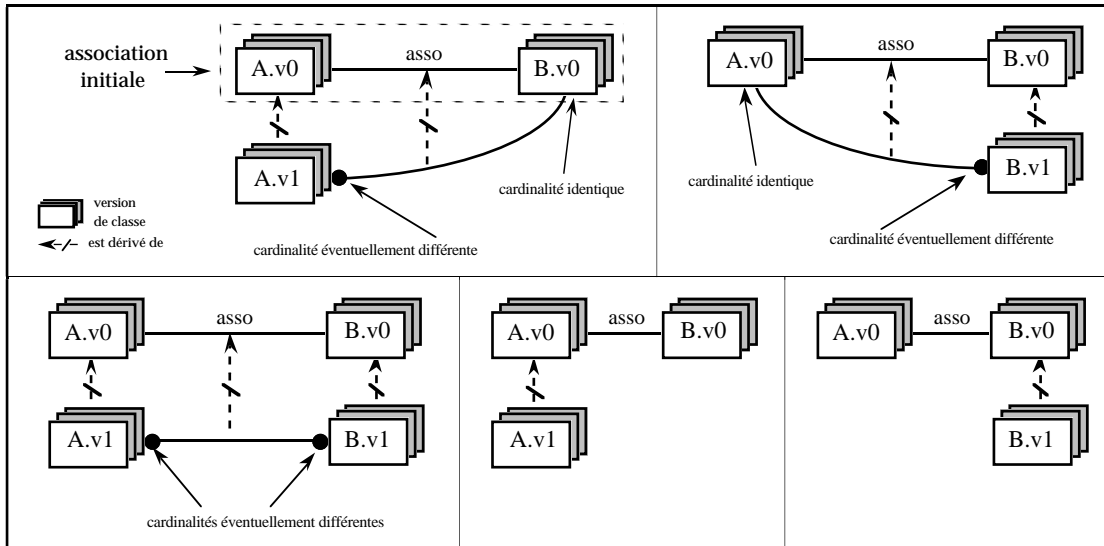 association
initiale
A.v0
asso
B.v0
A.v1
cardinalité identique
cardinalité éventuellement différente
version
de classe
est dérivé de
A.v0
asso
B.v0
B.v1
cardinalité identique
cardinalité éventuellement différente
A.v0
asso
B.v0
A.v1
B.v1
cardinalités éventuellement différentes
A.v0
asso
B.v0
A.v1
A.v0
asso
B.v0
B.v1